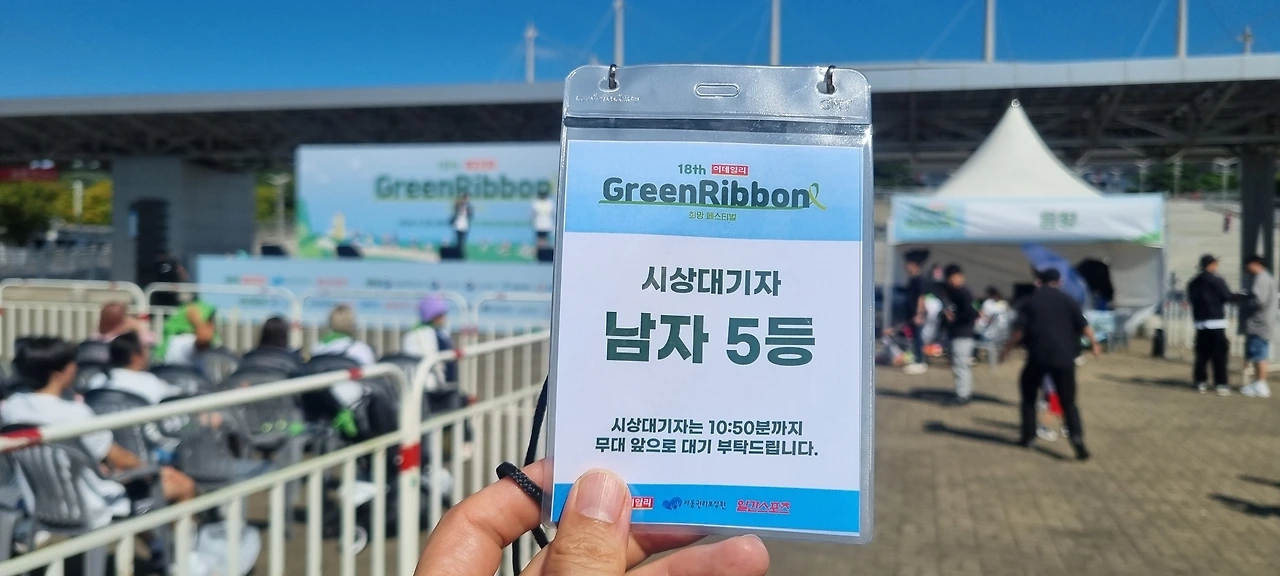 18th 이데일리
GreenRibbon
희망 페스티벌
시상대기자
남자 5등
시상대기자는 10:50분까지
무대 앞으로 대기 부탁드립니다.
일간스포츠
GreenRibbon